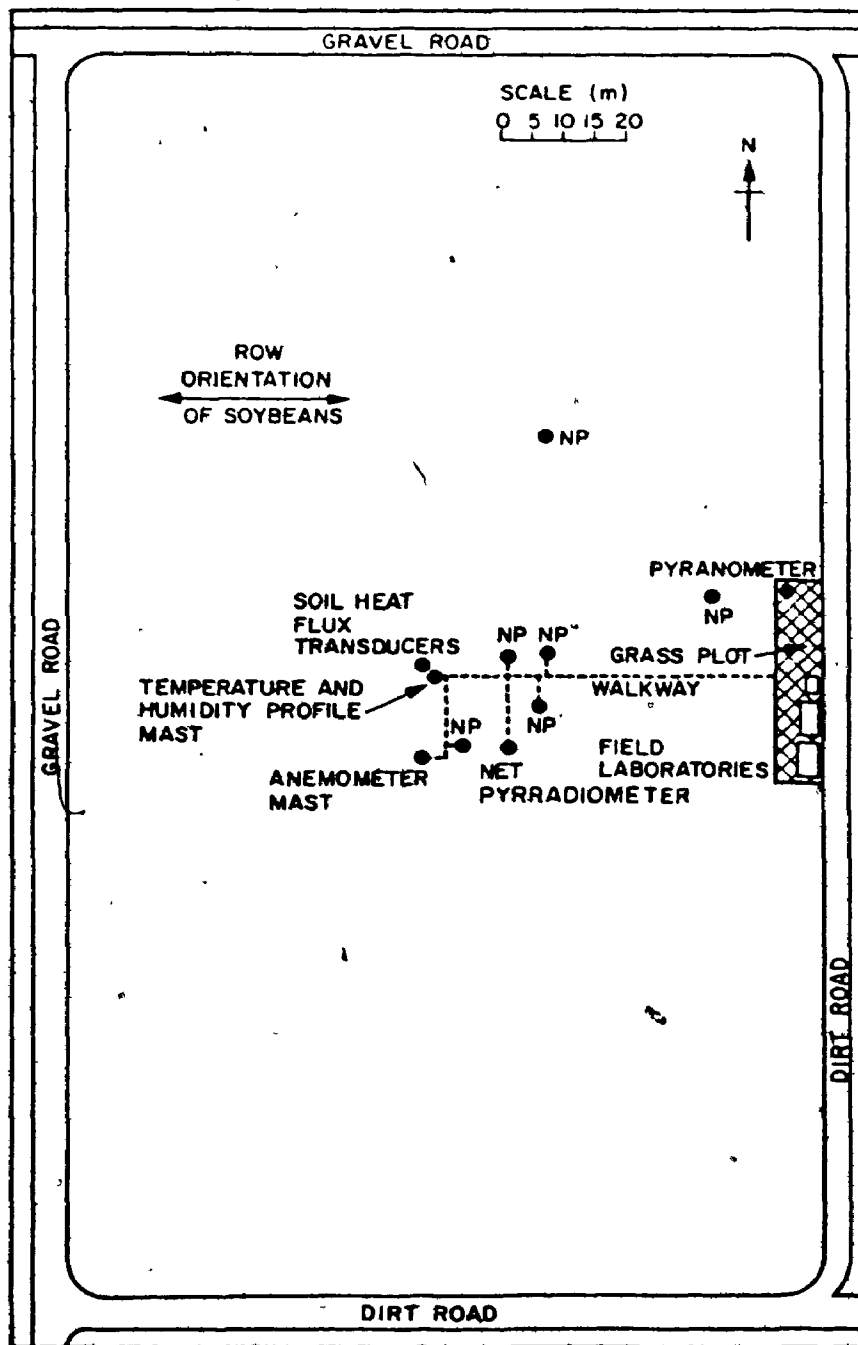 GRAVEL ROAD
SCALE (m)
0 5 10 15 20
N
ROW
ORIENTATION
OF SOYBEANS
NP
PYRANOMETER
NP
SOIL HEAT
FLUX
TRANSDUCERS
NP
NP
GRASS PLOT
WALKWAY
TEMPERATURE AND
HUMIDITY PROFILE
MAST
NP
NP
FIELD
LABORATORIES
ANEMOMETER
MAST
NET
PYRRADIOMETER
GRAVEL ROAD
DIRT ROAD
DIRT ROAD